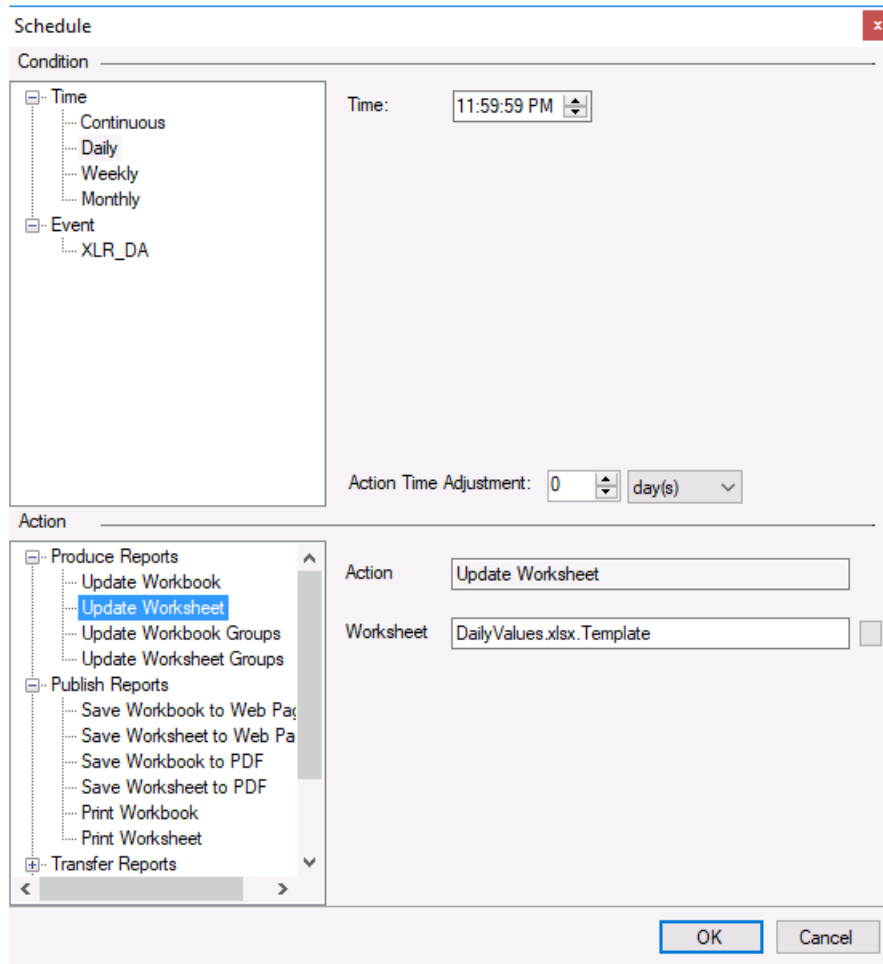 Schedule
x
Condition
Time
Continuous
Daily
Weekly
Monthly
Event
XLR_DA
Time: 11:59:59 PM
Action Time Adjustment: 0 day(s)
Action
Produce Reports
Update Workbook
Update Worksheet
Update Workbook Groups
Update Worksheet Groups
Publish Reports
Save Workbook to Web Pag
Save Worksheet to Web Pa
Save Workbook to PDF
Save Worksheet to PDF
Print Workbook
Print Worksheet
Transfer Reports
Action Update Worksheet
Worksheet DailyValues.xlsx.Template
OK Cancel